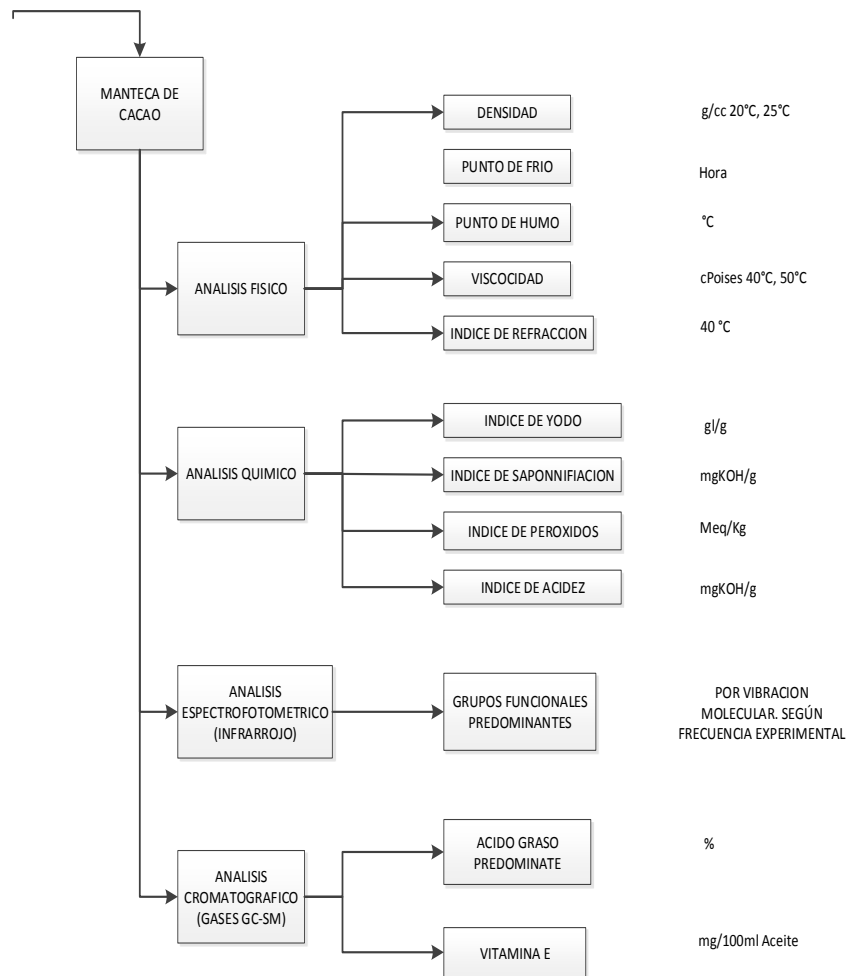 MANTECA DE
CACAO
DENSIDAD
g/cc 20°C, 25°C
PUNTO DE FRIO
Hora
PUNTO DE HUMO
°C
ANALISIS FISICO
VISCOCIDAD
cPoises 40°C, 50°C
INDICE DE REFRACCION
40 °C
INDICE DE YODO
gI/g
ANALISIS QUIMICO
INDICE DE SAPONNIFIACION
mgKOH/g
INDICE DE PEROXIDOS
Meq/Kg
INDICE DE ACIDEZ
mgKOH/g
ANALISIS
ESPECTROFOTOMETRICO
(INFRARROJO)
GRUPOS FUNCIONALES
PREDOMINANTES
POR VIBRACION
MOLECULAR. SEGÚN
FRECUENCIA EXPERIMENTAL
ANALISIS
CROMATOGRAFICO
(GASES GC-SM)
ACIDO GRASO
PREDOMINATE
%
VITAMINA E
mg/100ml Aceite